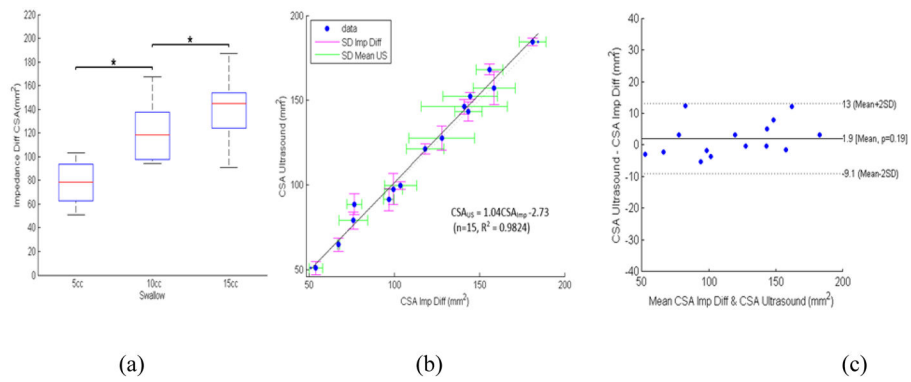 220
200
180
160
140
120
100
80
60
40
20
0
Impedance Diff CSA(mm²)
*
*
5cc
10cc
15cc
Swallow
(a)
200
150
100
50
CSA Ultrasound (mm²)
data
SD Imp Diff
SD Mean US
CSA_US = 1.04CSA_Imp -2.73
(n=15, R² = 0.9824)
50
100
150
200
CSA Imp Diff (mm²)
(b)
40
30
20
10
0
-10
-20
-30
-40
CSA Ultrasound - CSA Imp Diff (mm²)
13 (Mean+2SD)
1.9 [Mean, p=0.19]
-9.1 (Mean-2SD)
50
100
150
200
Mean CSA Imp Diff & CSA Ultrasound (mm²)
(c)